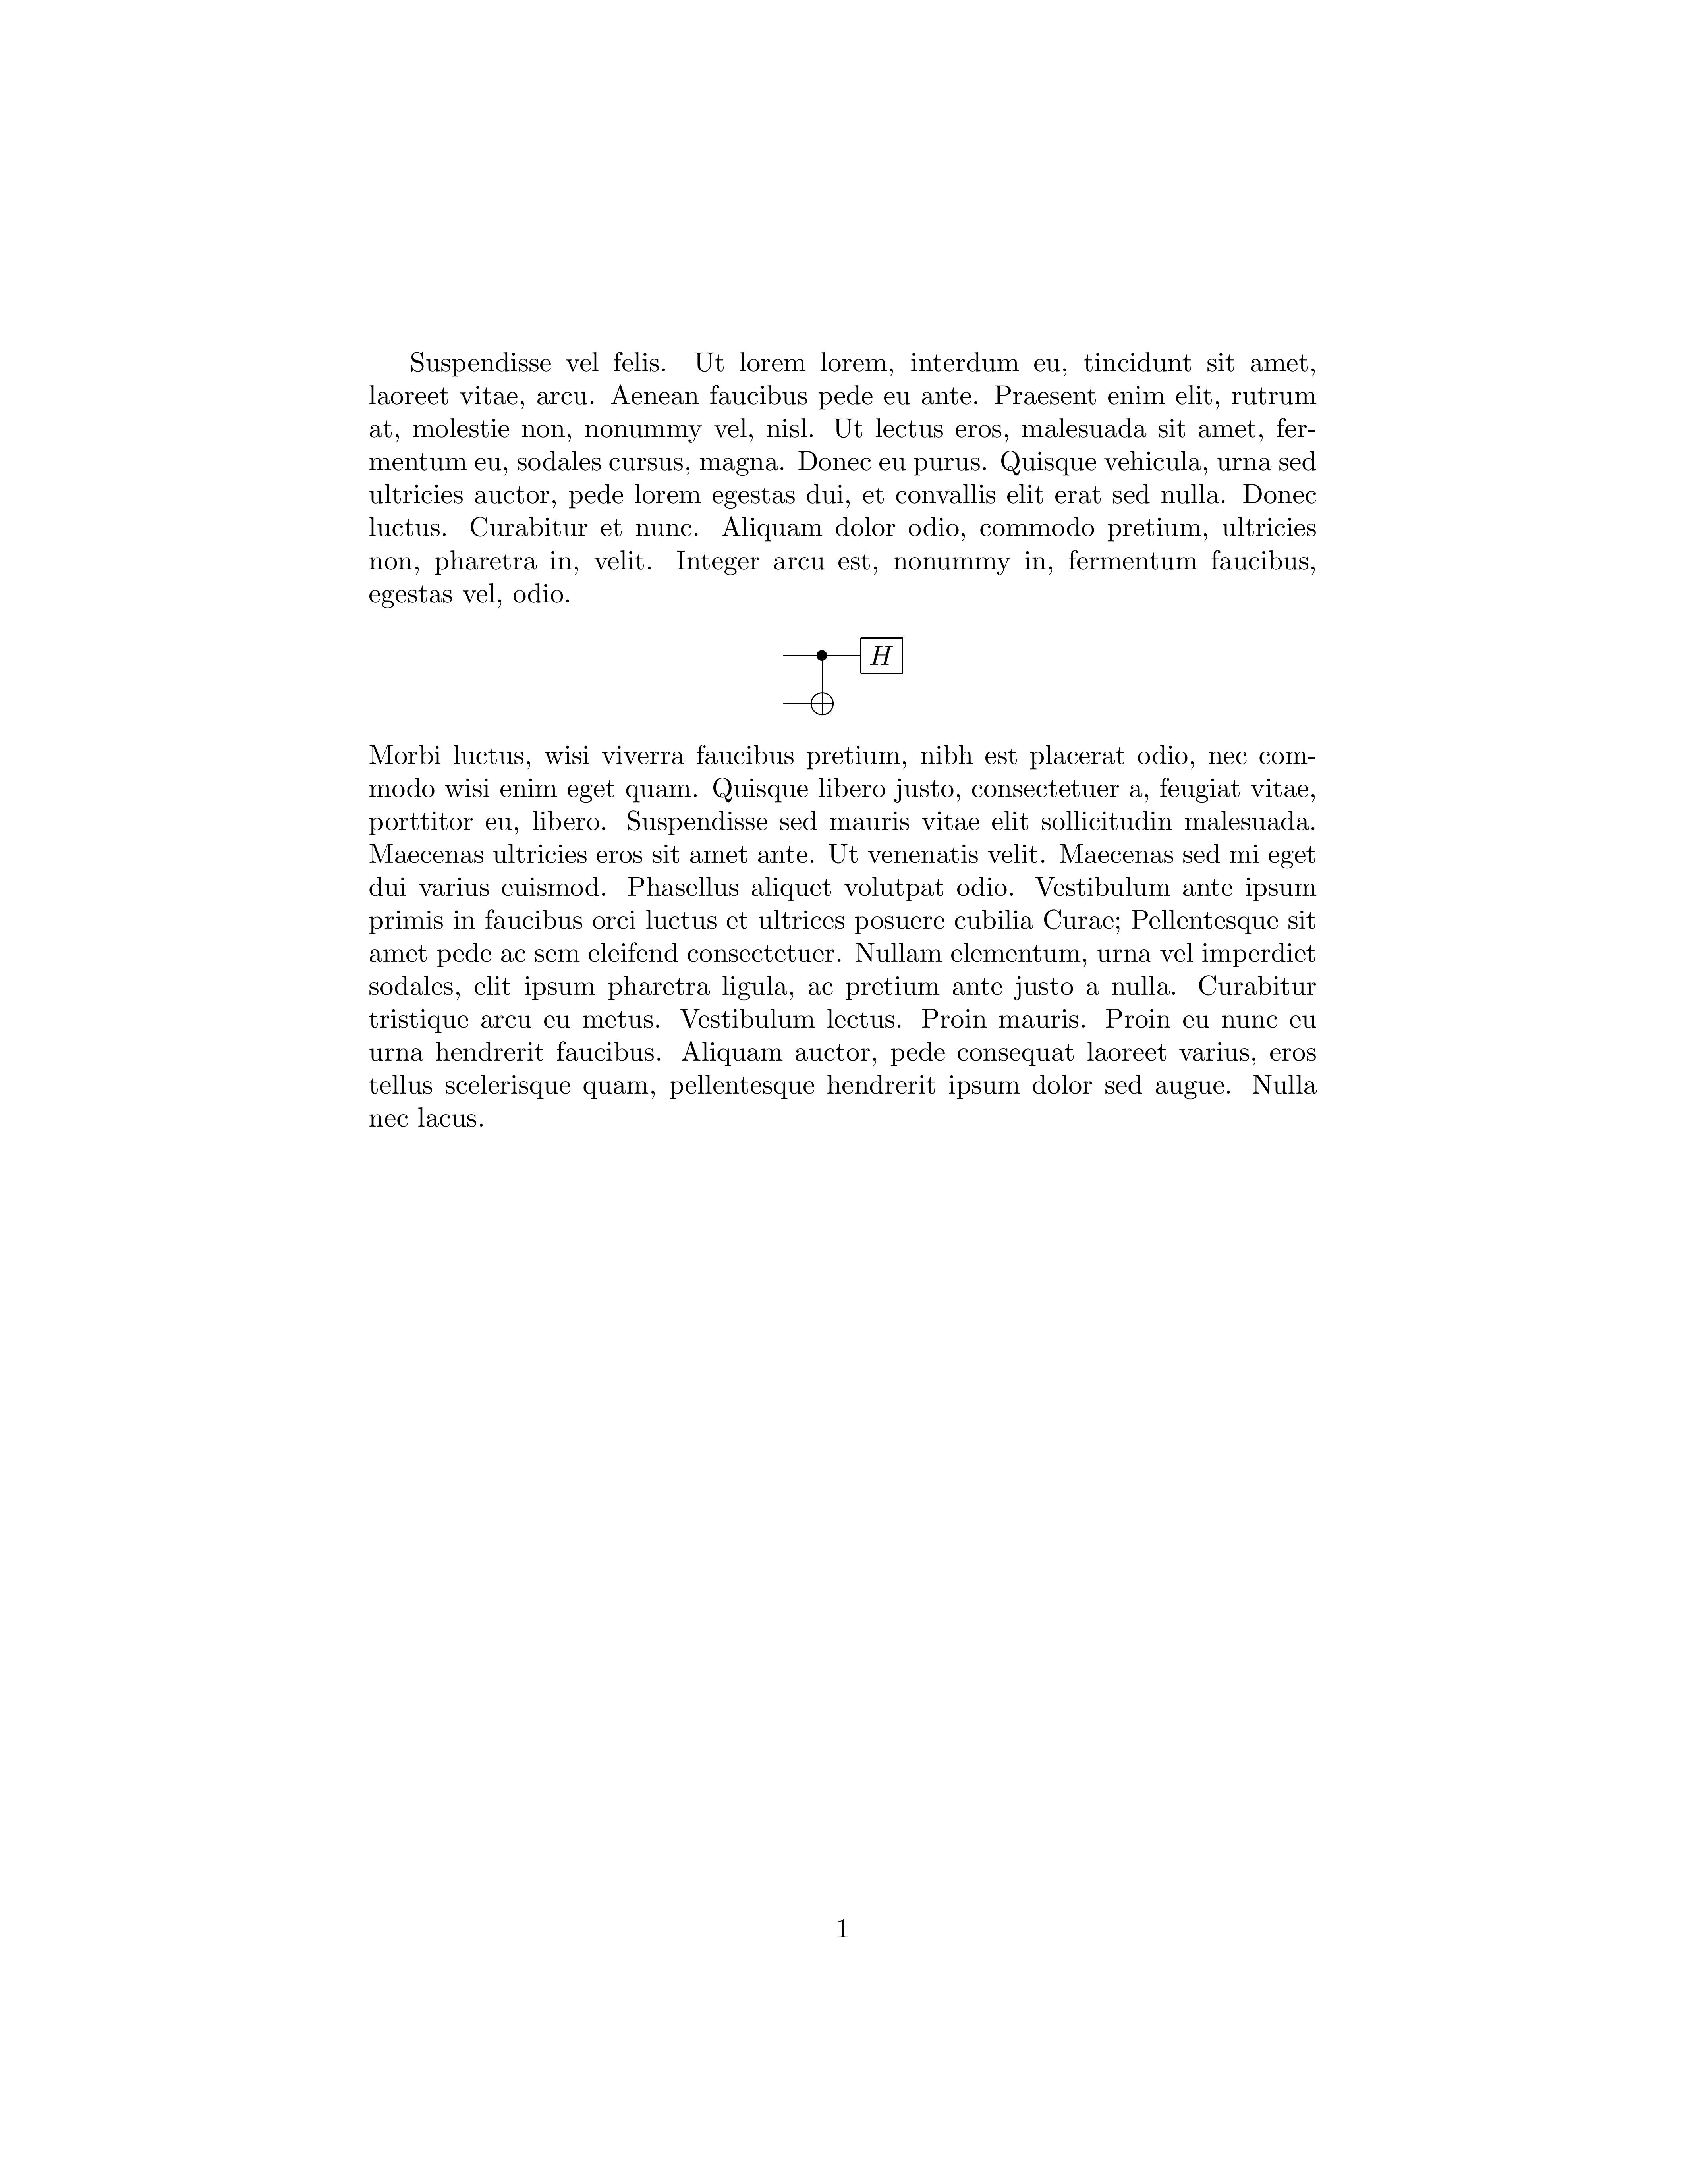 Suspendisse vel felis. Ut lorem lorem, interdum eu, tincidunt sit amet,
laoreet vitae, arcu. Aenean faucibus pede eu ante. Praesent enim elit, rutrum
at, molestie non, nonummy vel, nisl. Ut lectus eros, malesuada sit amet, fer-
mentum eu, sodales cursus, magna. Donec eu purus. Quisque vehicula, urna sed
ultricies auctor, pede lorem egestas dui, et convallis elit erat sed nulla. Donec
luctus. Curabitur et nunc. Aliquam dolor odio, commodo pretium, ultricies
non, pharetra in, velit. Integer arcu est, nonummy in, fermentum faucibus,
egestas vel, odio.
H
Morbi luctus, wisi viverra faucibus pretium, nibh est placerat odio, nec com-
modo wisi enim eget quam. Quisque libero justo, consectetuer a, feugiat vitae,
porttitor eu, libero. Suspendisse sed mauris vitae elit sollicitudin malesuada.
Maecenas ultricies eros sit amet ante. Ut venenatis velit. Maecenas sed mi eget
dui varius euismod. Phasellus aliquet volutpat odio. Vestibulum ante ipsum
primis in faucibus orci luctus et ultrices posuere cubilia Curae; Pellentesque sit
amet pede ac sem eleifend consectetuer. Nullam elementum, urna vel imperdiet
sodales, elit ipsum pharetra ligula, ac pretium ante justo a nulla. Curabitur
tristique arcu eu metus. Vestibulum lectus. Proin mauris. Proin eu nunc eu
urna hendrerit faucibus. Aliquam auctor, pede consequat laoreet varius, eros
tellus scelerisque quam, pellentesque hendrerit ipsum dolor sed augue. Nulla
nec lacus.
1